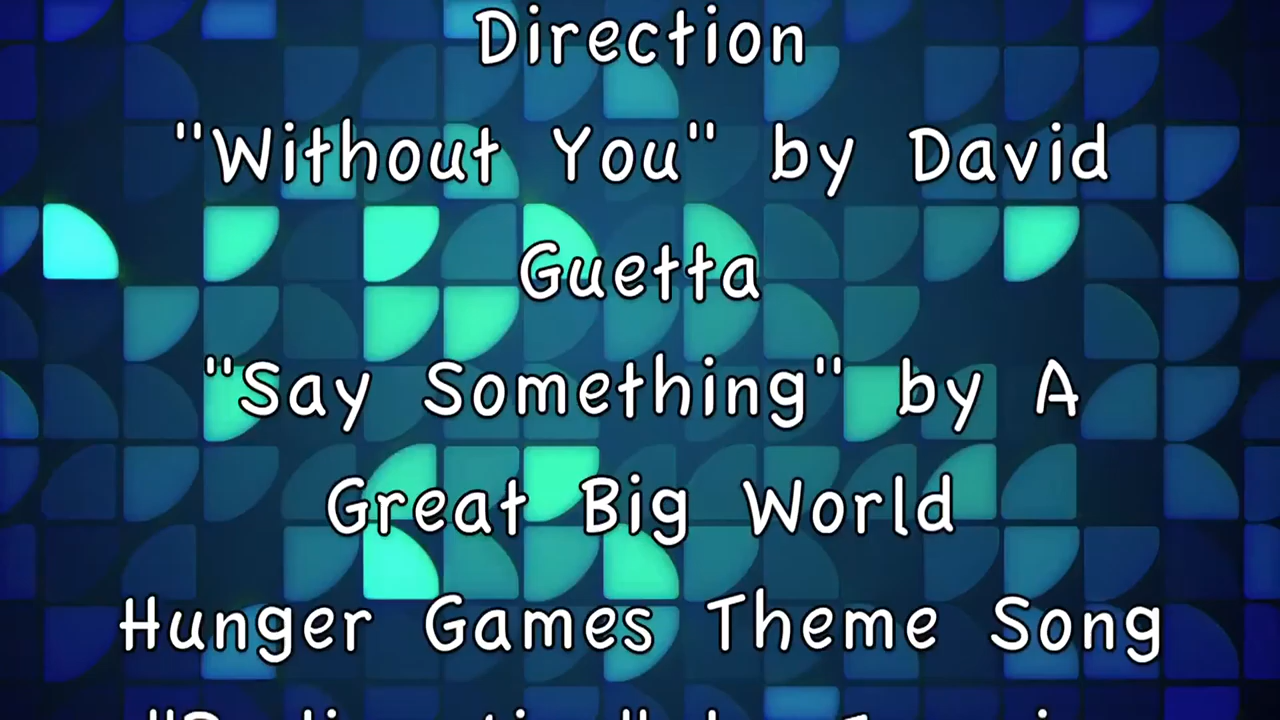 Direction
"Without You" by David
Guetta
"Say Something" by A
Great Big World
Hunger Games Theme Song